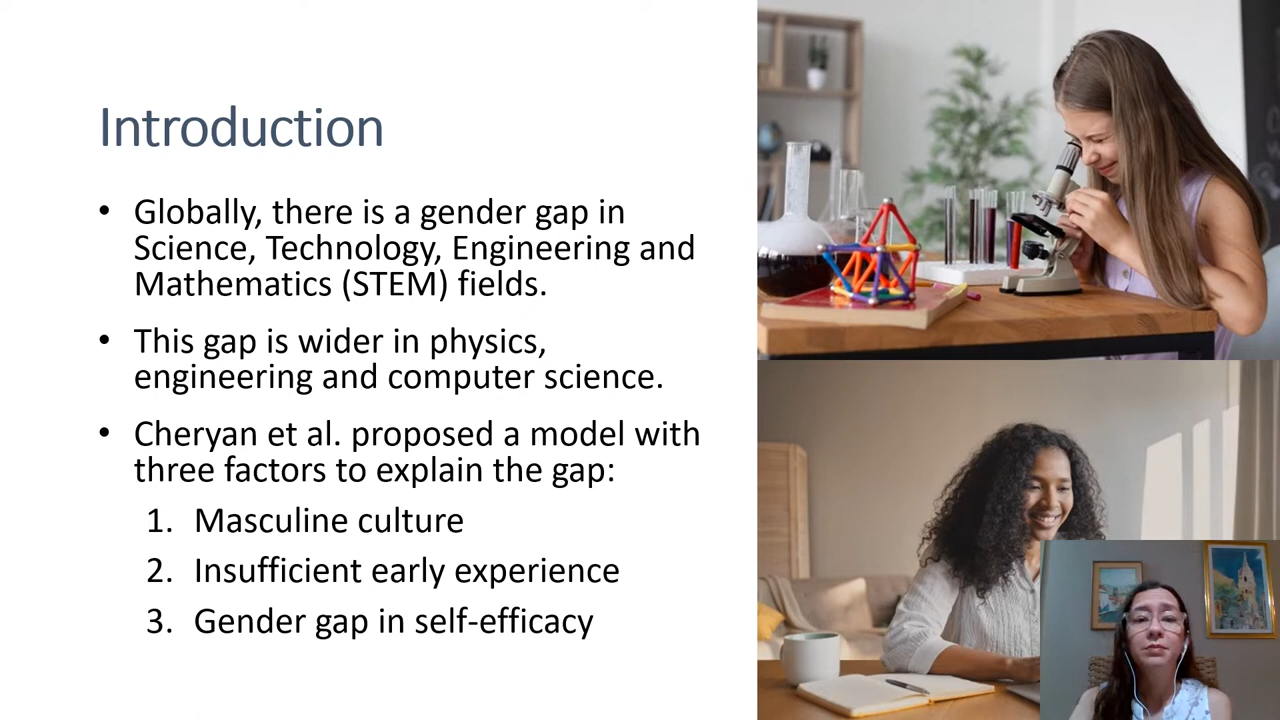 Introduction
• Globally, there is a gender gap in
Science, Technology, Engineering and
Mathematics (STEM) fields.
• This gap is wider in physics,
engineering and computer science.
• Cheryan et al. proposed a model with
three factors to explain the gap:
1. Masculine culture
2. Insufficient early experience
3. Gender gap in self-efficacy